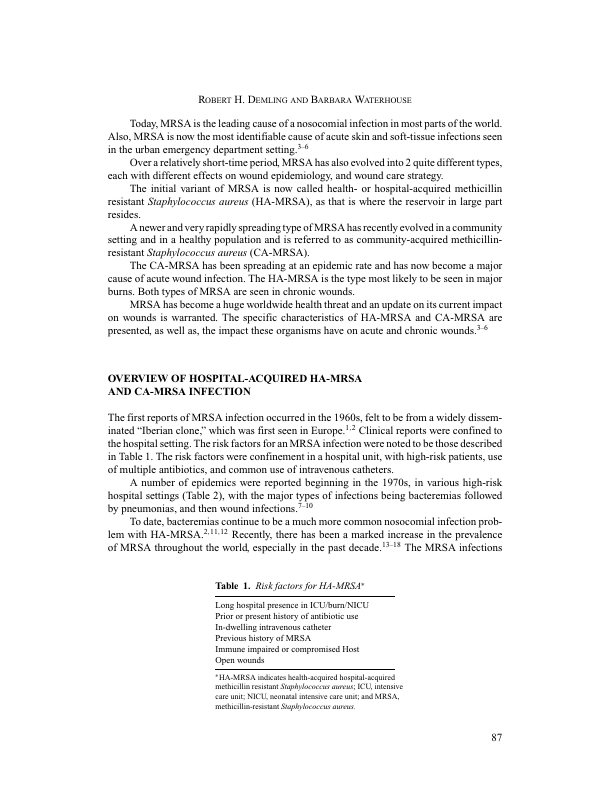 ROBERT H. DEMLING AND BARBARA WATERHOUSE
Today, MRSA is the leading cause of a nosocomial infection in most parts of the world.
Also, MRSA is now the most identifiable cause of acute skin and soft-tissue infections seen
in the urban emergency department setting.3–6
Over a relatively short-time period, MRSA has also evolved into 2 quite different types,
each with different effects on wound epidemiology, and wound care strategy.
The initial variant of MRSA is now called health- or hospital-acquired methicillin
resistant Staphylococcus aureus (HA-MRSA), as that is where the reservoir in large part
resides.
A newer and very rapidly spreading type of MRSA has recently evolved in a community
setting and in a healthy population and is referred to as community-acquired methicillin-
resistant Staphylococcus aureus (CA-MRSA).
The CA-MRSA has been spreading at an epidemic rate and has now become a major
cause of acute wound infection. The HA-MRSA is the type most likely to be seen in major
burns. Both types of MRSA are seen in chronic wounds.
MRSA has become a huge worldwide health threat and an update on its current impact
on wounds is warranted. The specific characteristics of HA-MRSA and CA-MRSA are
presented, as well as, the impact these organisms have on acute and chronic wounds.3–6
OVERVIEW OF HOSPITAL-ACQUIRED HA-MRSA
AND CA-MRSA INFECTION
The first reports of MRSA infection occurred in the 1960s, felt to be from a widely dissem-
inated “Iberian clone,” which was first seen in Europe.1,2 Clinical reports were confined to
the hospital setting. The risk factors for an MRSA infection were noted to be those described
in Table 1. The risk factors were confinement in a hospital unit, with high-risk patients, use
of multiple antibiotics, and common use of intravenous catheters.
A number of epidemics were reported beginning in the 1970s, in various high-risk
hospital settings (Table 2), with the major types of infections being bacteremias followed
by pneumonias, and then wound infections.7–10
To date, bacteremias continue to be a much more common nosocomial infection prob-
lem with HA-MRSA.2,11,12 Recently, there has been a marked increase in the prevalence
of MRSA throughout the world, especially in the past decade.13–18 The MRSA infections
Table 1. Risk factors for HA-MRSA*
Long hospital presence in ICU/burn/NICU
Prior or present history of antibiotic use
In-dwelling intravenous catheter
Previous history of MRSA
Immune impaired or compromised Host
Open wounds
*HA-MRSA indicates health-acquired hospital-acquired
methicillin resistant Staphylococcus aureus; ICU, intensive
care unit; NICU, neonatal intensive care unit; and MRSA,
methicillin-resistant Staphylococcus aureus.
87